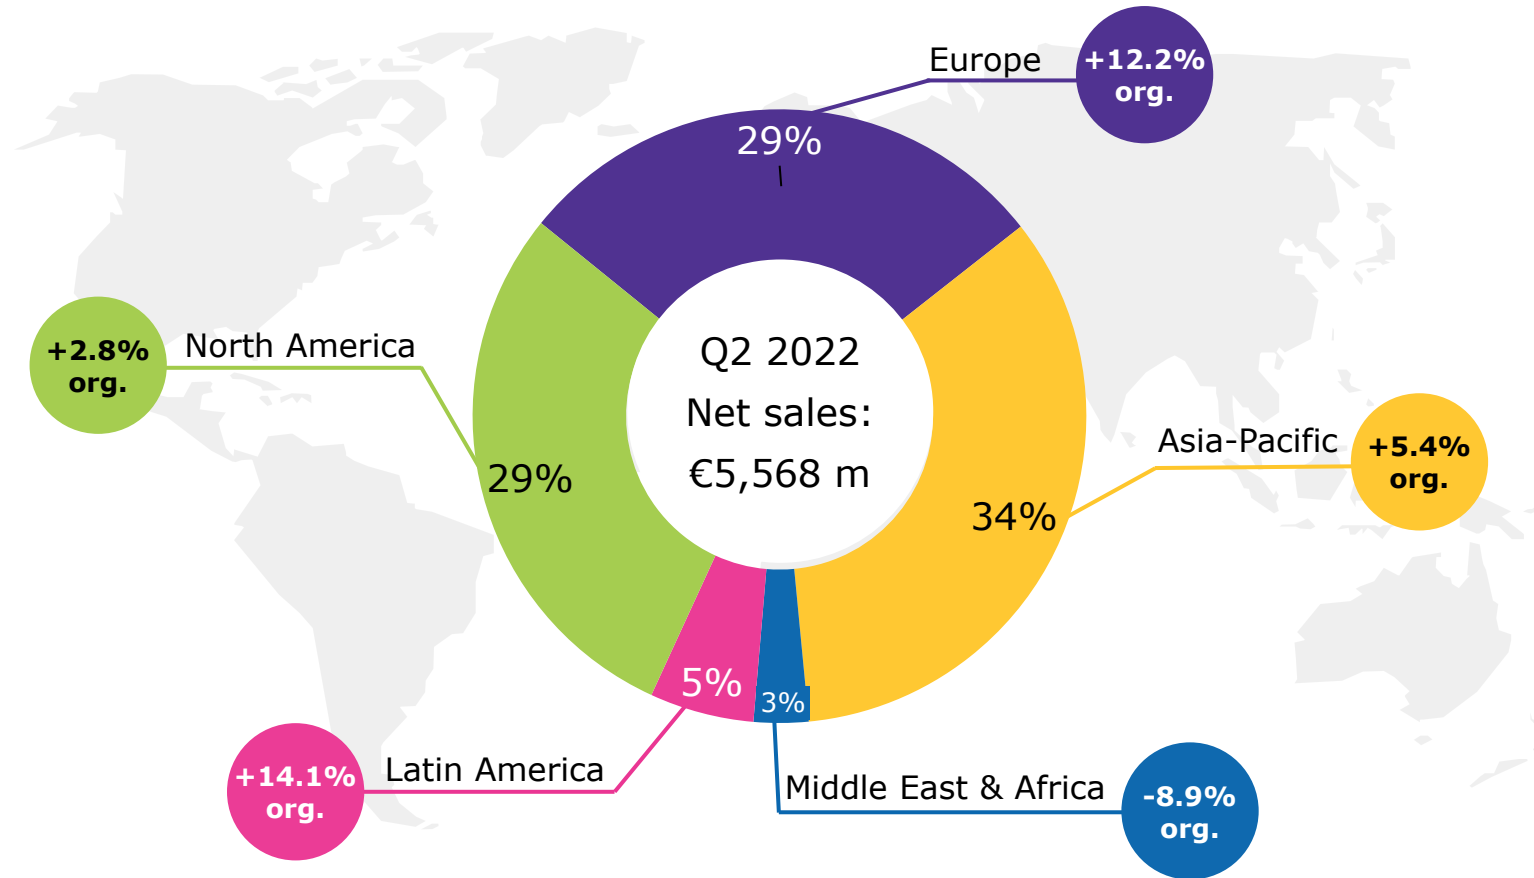 Europe
+12.2%
org.
29%
Q2 2022
Net sales:
€5,568 m
+2.8%
org.
North America
29%
Asia-Pacific
+5.4%
org.
34%
5%
3%
+14.1%
org.
Latin America
Middle East & Africa
-8.9%
org.